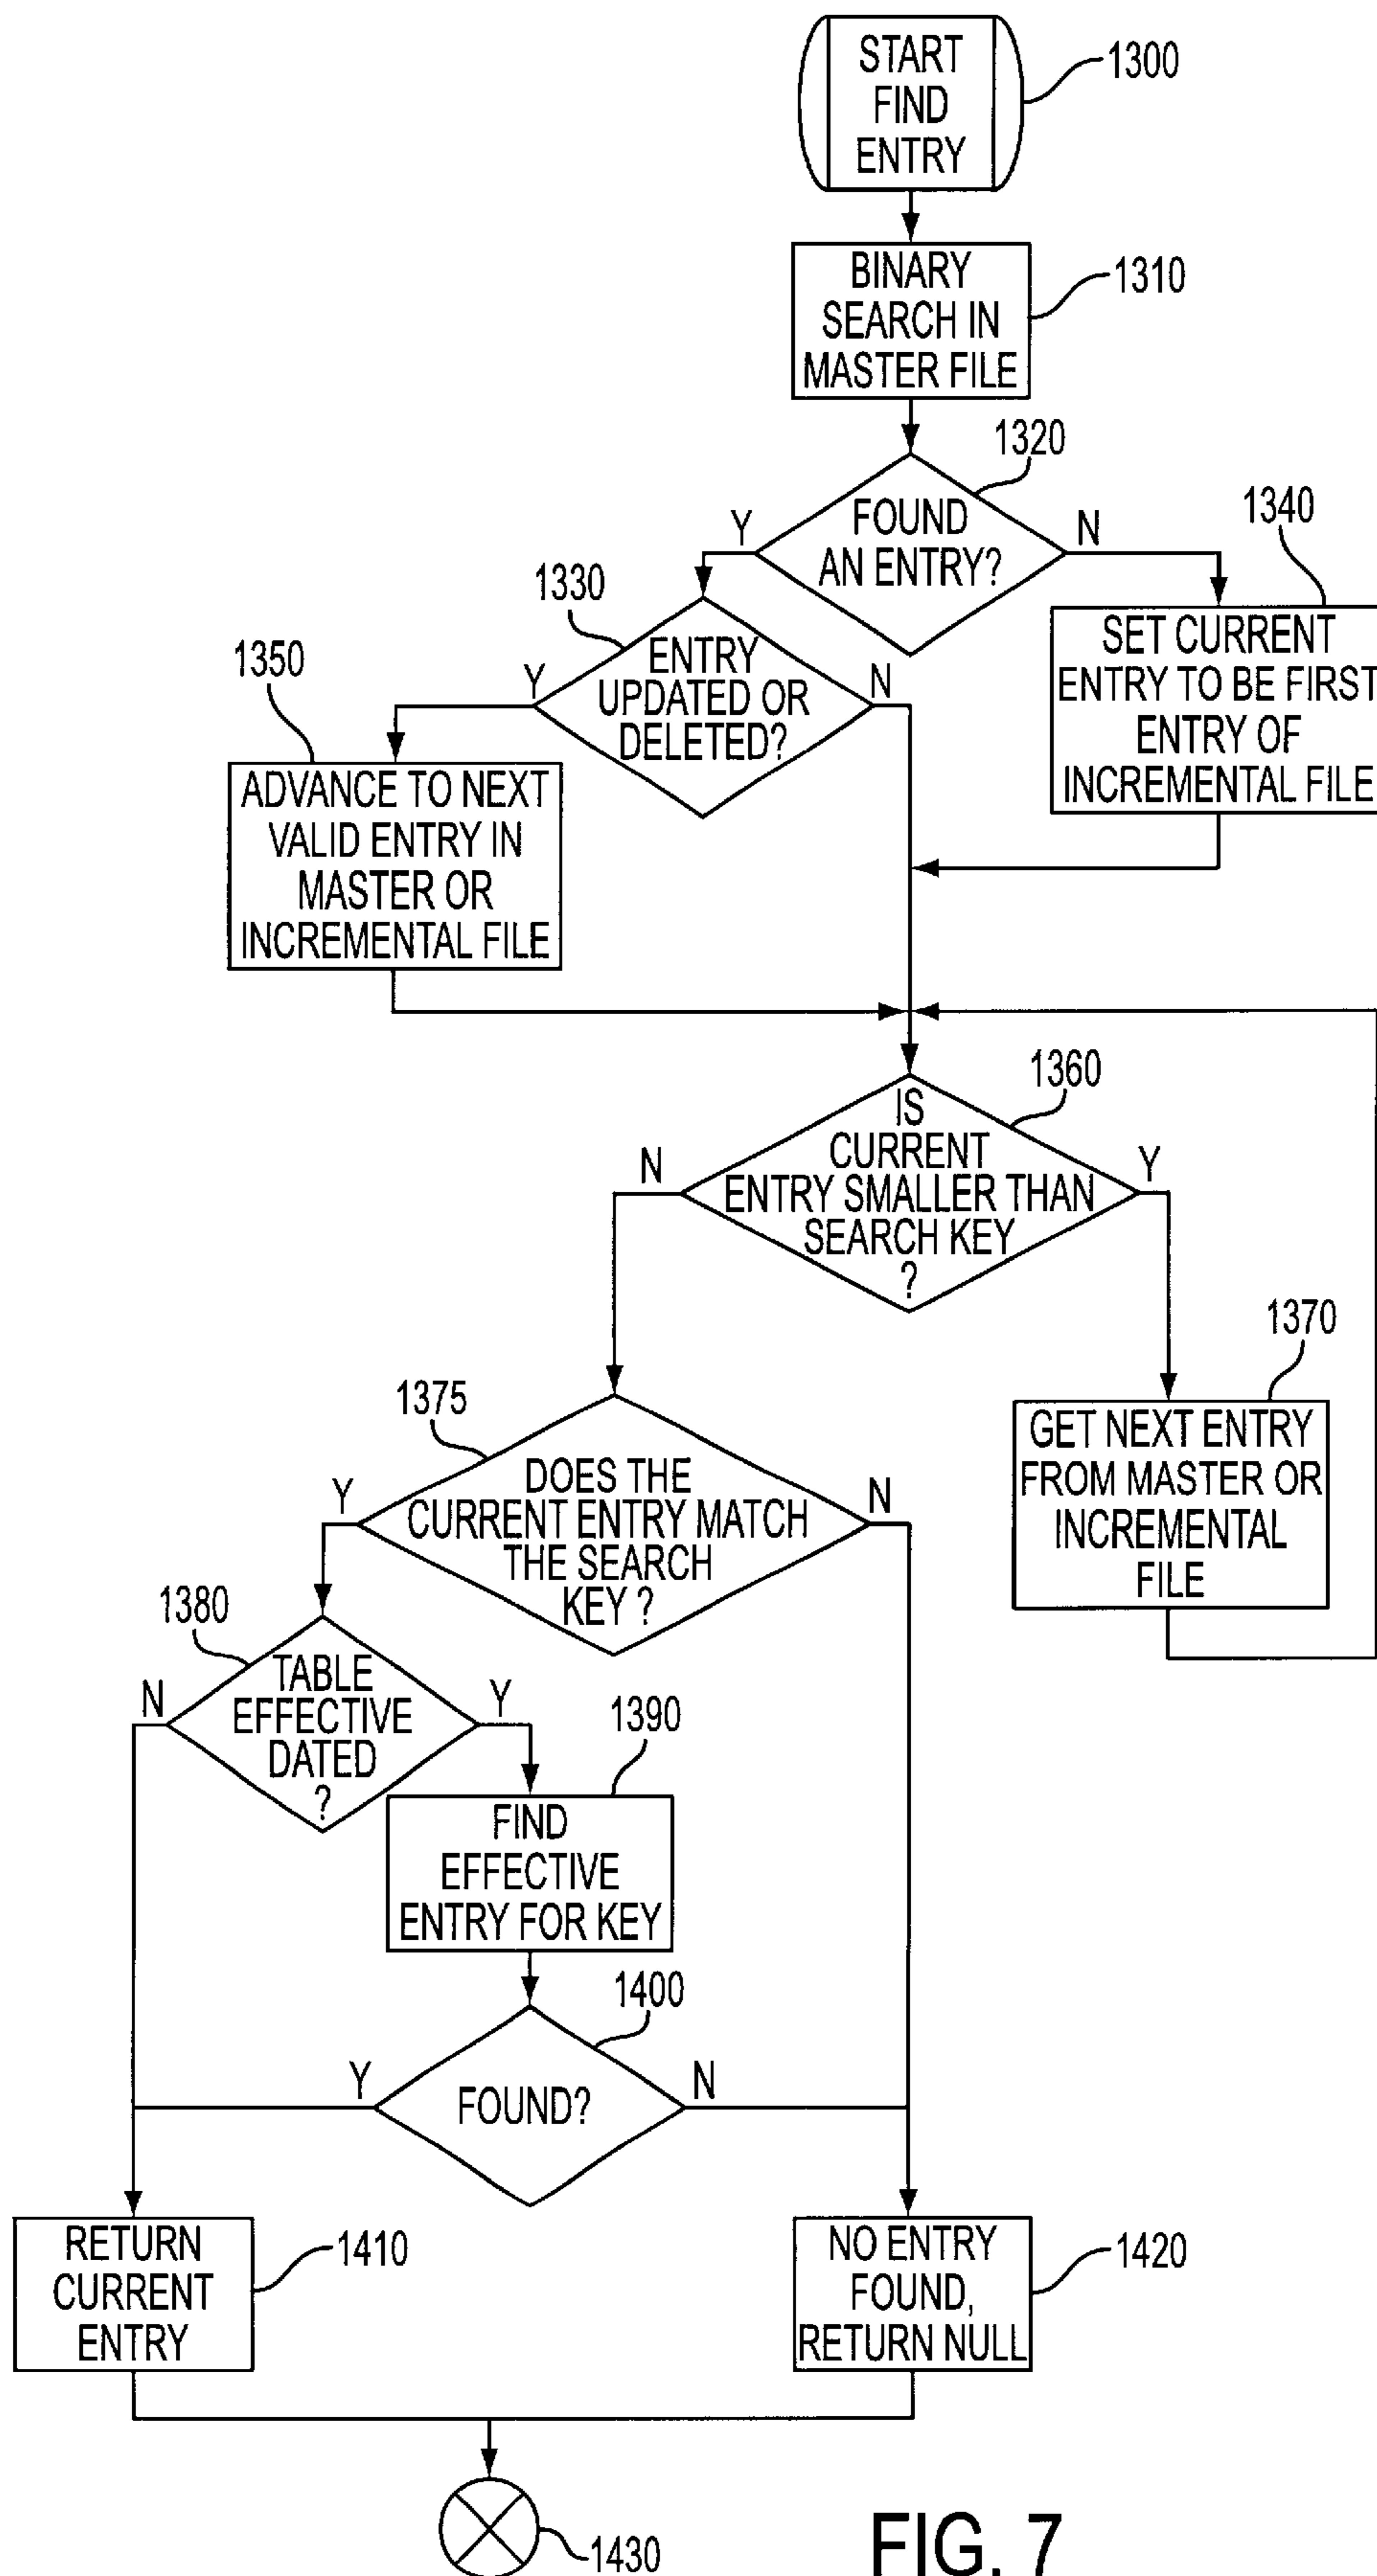 START
FIND
ENTRY
1300
BINARY
SEARCH IN
MASTER FILE
1310
1320
FOUND
AN ENTRY?
Y
N
1330
1340
ENTRY
UPDATED OR
DELETED?
Y
N
SET CURRENT
ENTRY TO BE FIRST
ENTRY OF
INCREMENTAL FILE
1350
ADVANCE TO NEXT
VALID ENTRY IN
MASTER OR
INCREMENTAL FILE
1360
IS
CURRENT
ENTRY SMALLER THAN
SEARCH KEY
?
N
Y
1370
GET NEXT ENTRY
FROM MASTER OR
INCREMENTAL
FILE
1375
DOES THE
CURRENT ENTRY MATCH
THE SEARCH
KEY ?
Y
N
1380
TABLE
EFFECTIVE
DATED
?
N
Y
1390
FIND
EFFECTIVE
ENTRY FOR KEY
1400
FOUND?
Y
N
RETURN
CURRENT
ENTRY
1410
NO ENTRY
FOUND,
RETURN NULL
1420
1430
FIG. 7